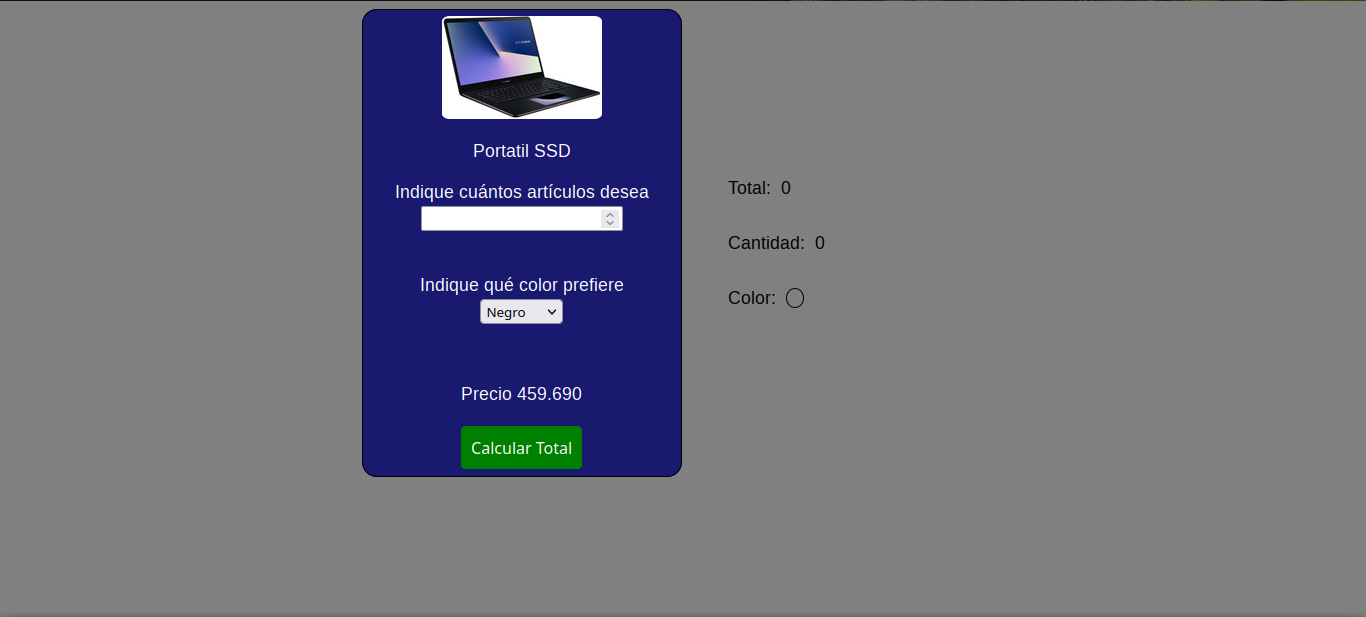 Portatil SSD
Indique cuántos artículos desea
Indique qué color prefiere
Negro
Precio 459.690
Calcular Total
Total: 0
Cantidad: 0
Color: